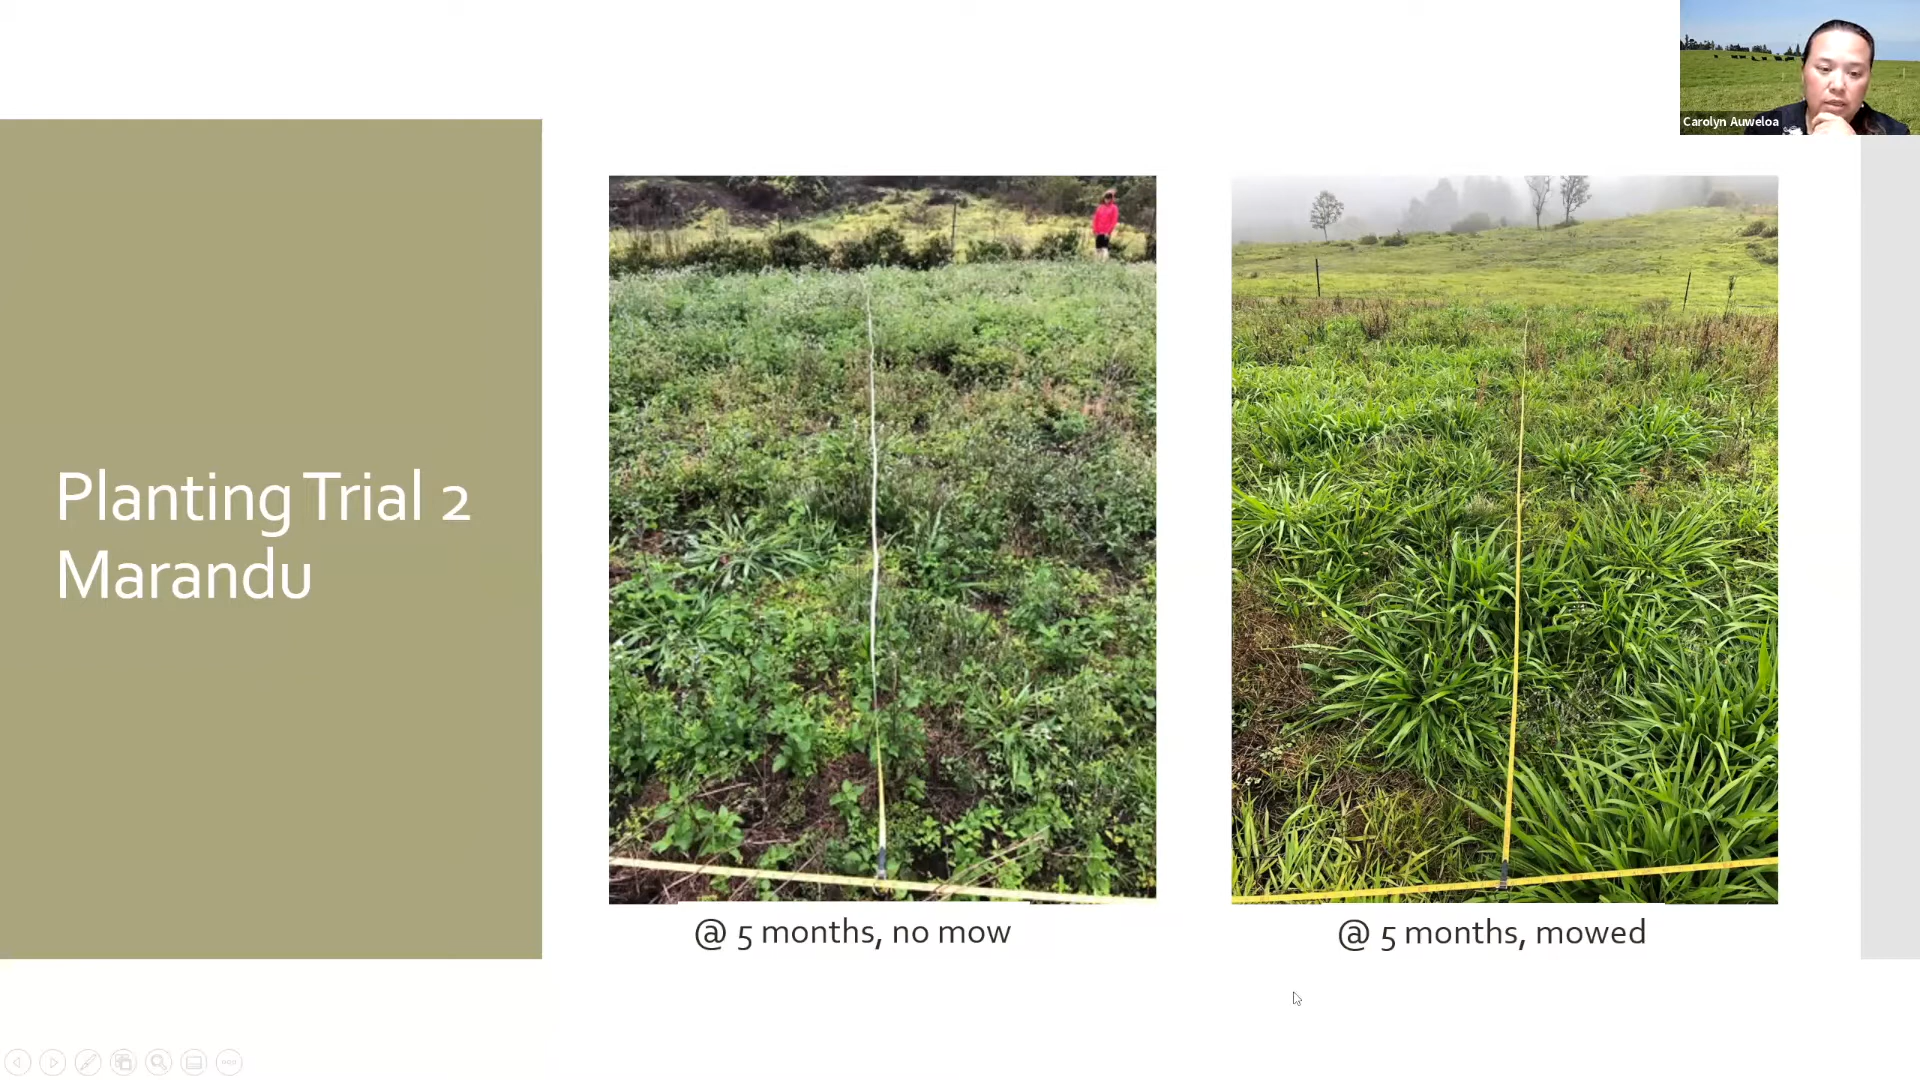 Carolyn Auweloa
Planting Trial 2
Marandu
@ 5 months, no mow
@ 5 months, mowed